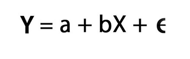 Y = a + bX + ϵ